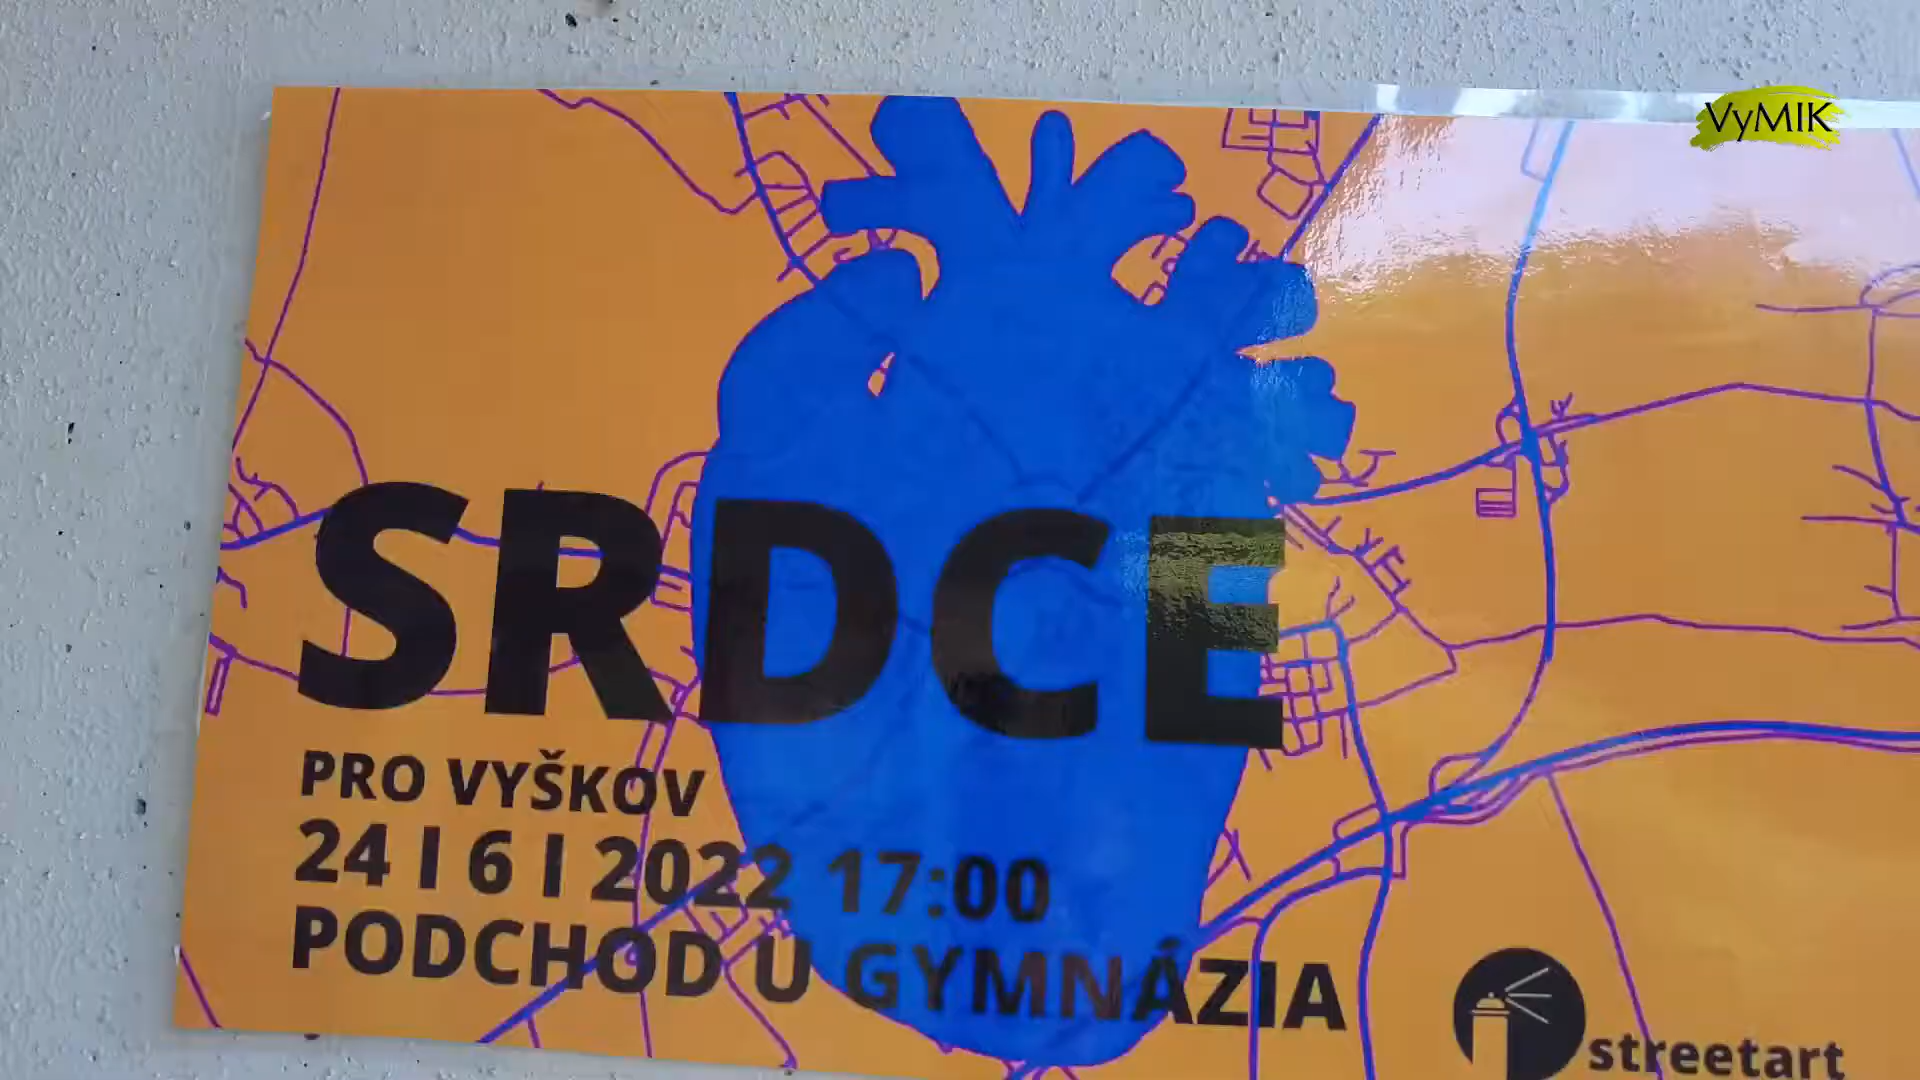 VyMIK
SRDCE
PRO VYŠKOV
24 I 6 I 2022 17:00
PODCHOD U GYMNÁZIA
streetart